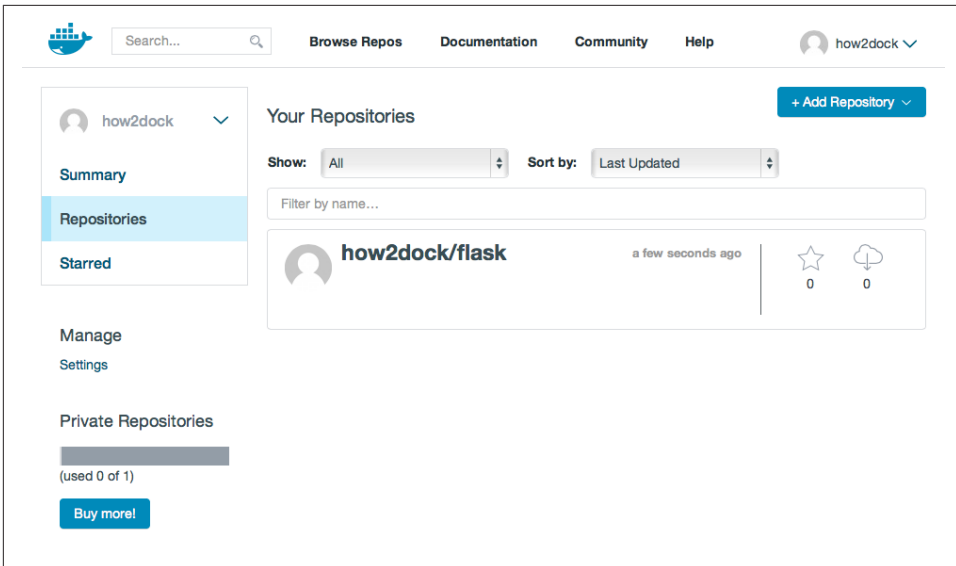 Search...
Browse Repos Documentation Community Help
how2dock
how2dock
Summary
Repositories
Starred
Manage
Settings
Private Repositories
(used 0 of 1)
Buy more!
Your Repositories
+ Add Repository
Show: All Sort by: Last Updated
Filter by name...
how2dock/flask
a few seconds ago
0 0